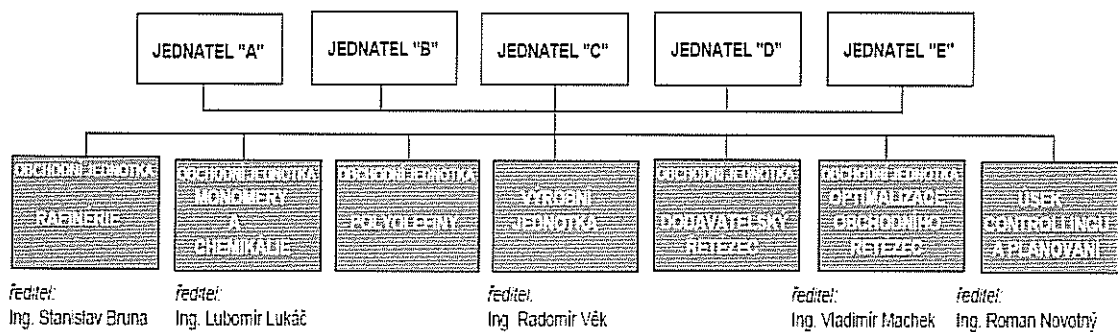 JEDNATEL "A"
JEDNATEL "B"
JEDNATEL "C"
JEDNATEL "D"
JEDNATEL "E"
OBCHODNÍ JEDNOTKA
RAFINERIE
OBCHODNÍ JEDNOTKA
MONOMERY
A
CHEMIKÁLIE
OBCHODNÍ JEDNOTKA
POLYOLEFINY
VÝROBNÍ
JEDNOTKA
OBCHODNÍ JEDNOTKA
DODAVATELSKÝ
ŘETĚZEC
OBCHODNÍ JEDNOTKA
OPTIMALIZACE
OBCHODNÍHO
ŘETĚZEC
ÚSEK
CONTROLLINGU
A PLÁNOVÁNÍ
ředitel:
Ing. Stanislav Bruna
ředitel:
Ing. Lubomír Lukáč
ředitel:
Ing. Radomír Věk
ředitel:
Ing. Vladimír Machek
ředitel:
Ing. Roman Novotný